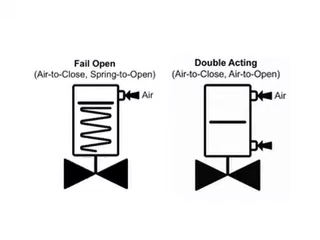 Fail Open
(Air-to-Close, Spring-to-Open)
Air
Double Acting
(Air-to-Close, Air-to-Open)
Air